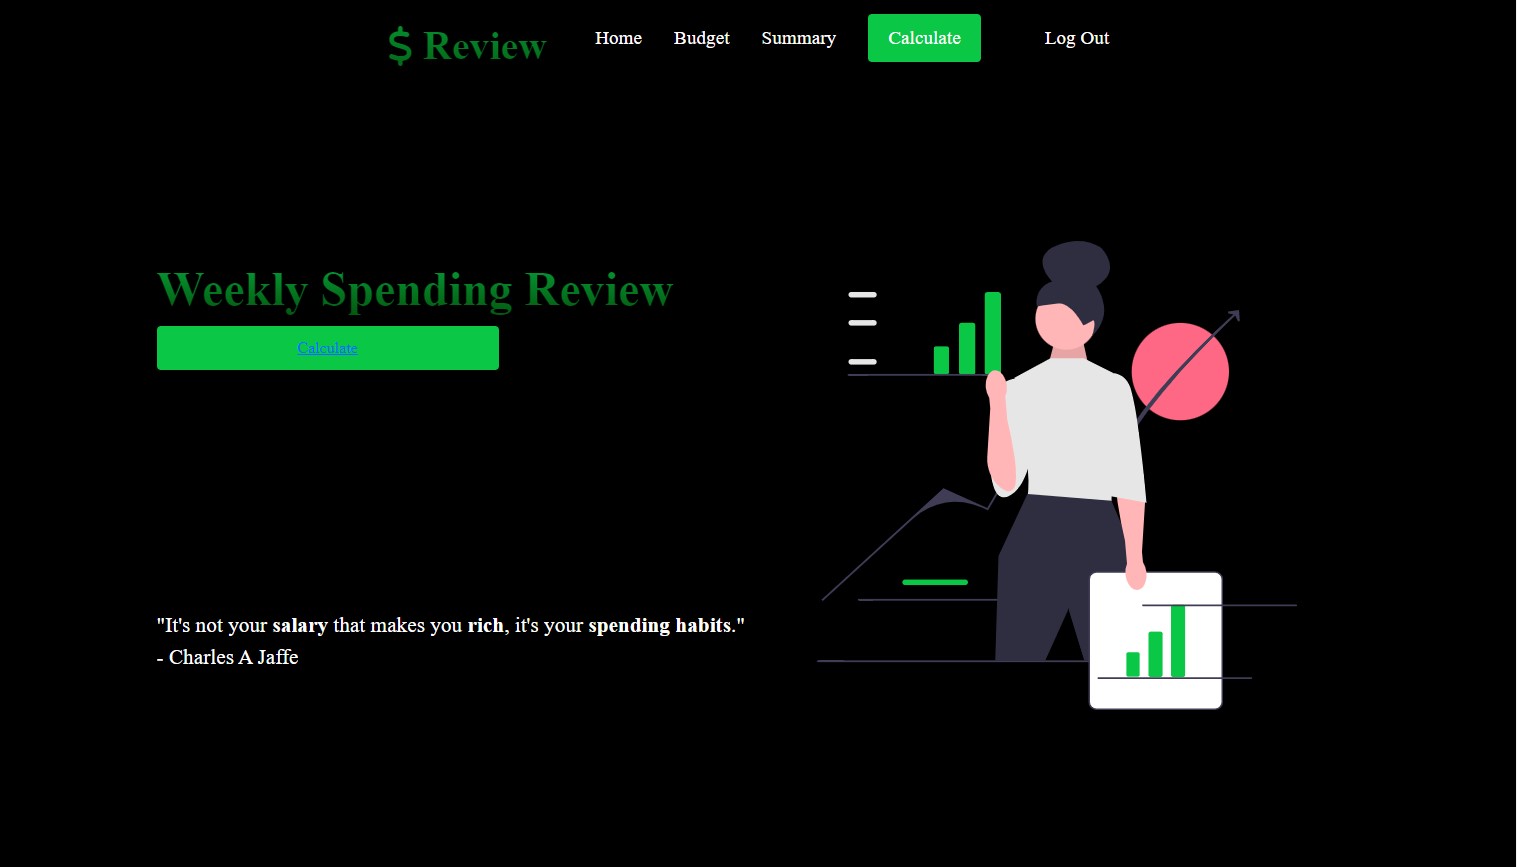 $ Review Home Budget Summary Calculate Log Out
Weekly Spending Review
Calculate
"It's not your salary that makes you rich, it's your spending habits."
- Charles A Jaffe